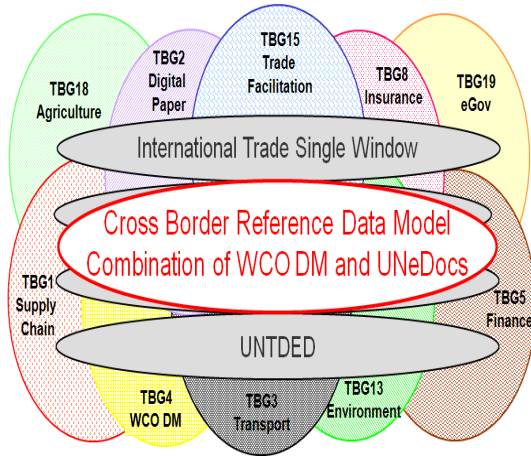 TBG15
Trade
Facilitation
TBG2
Digital
Paper
TBG8
Insurance
TBG18
Agriculture
TBG19
eGov
International Trade Single Window
Cross Border Reference Data Model
Combination of WCO DM and UNeDocs
TBG1
Supply
Chain
TBG5
Finance
UNTDED
TBG4
WCO DM
TBG3
Transport
TBG13
Environment